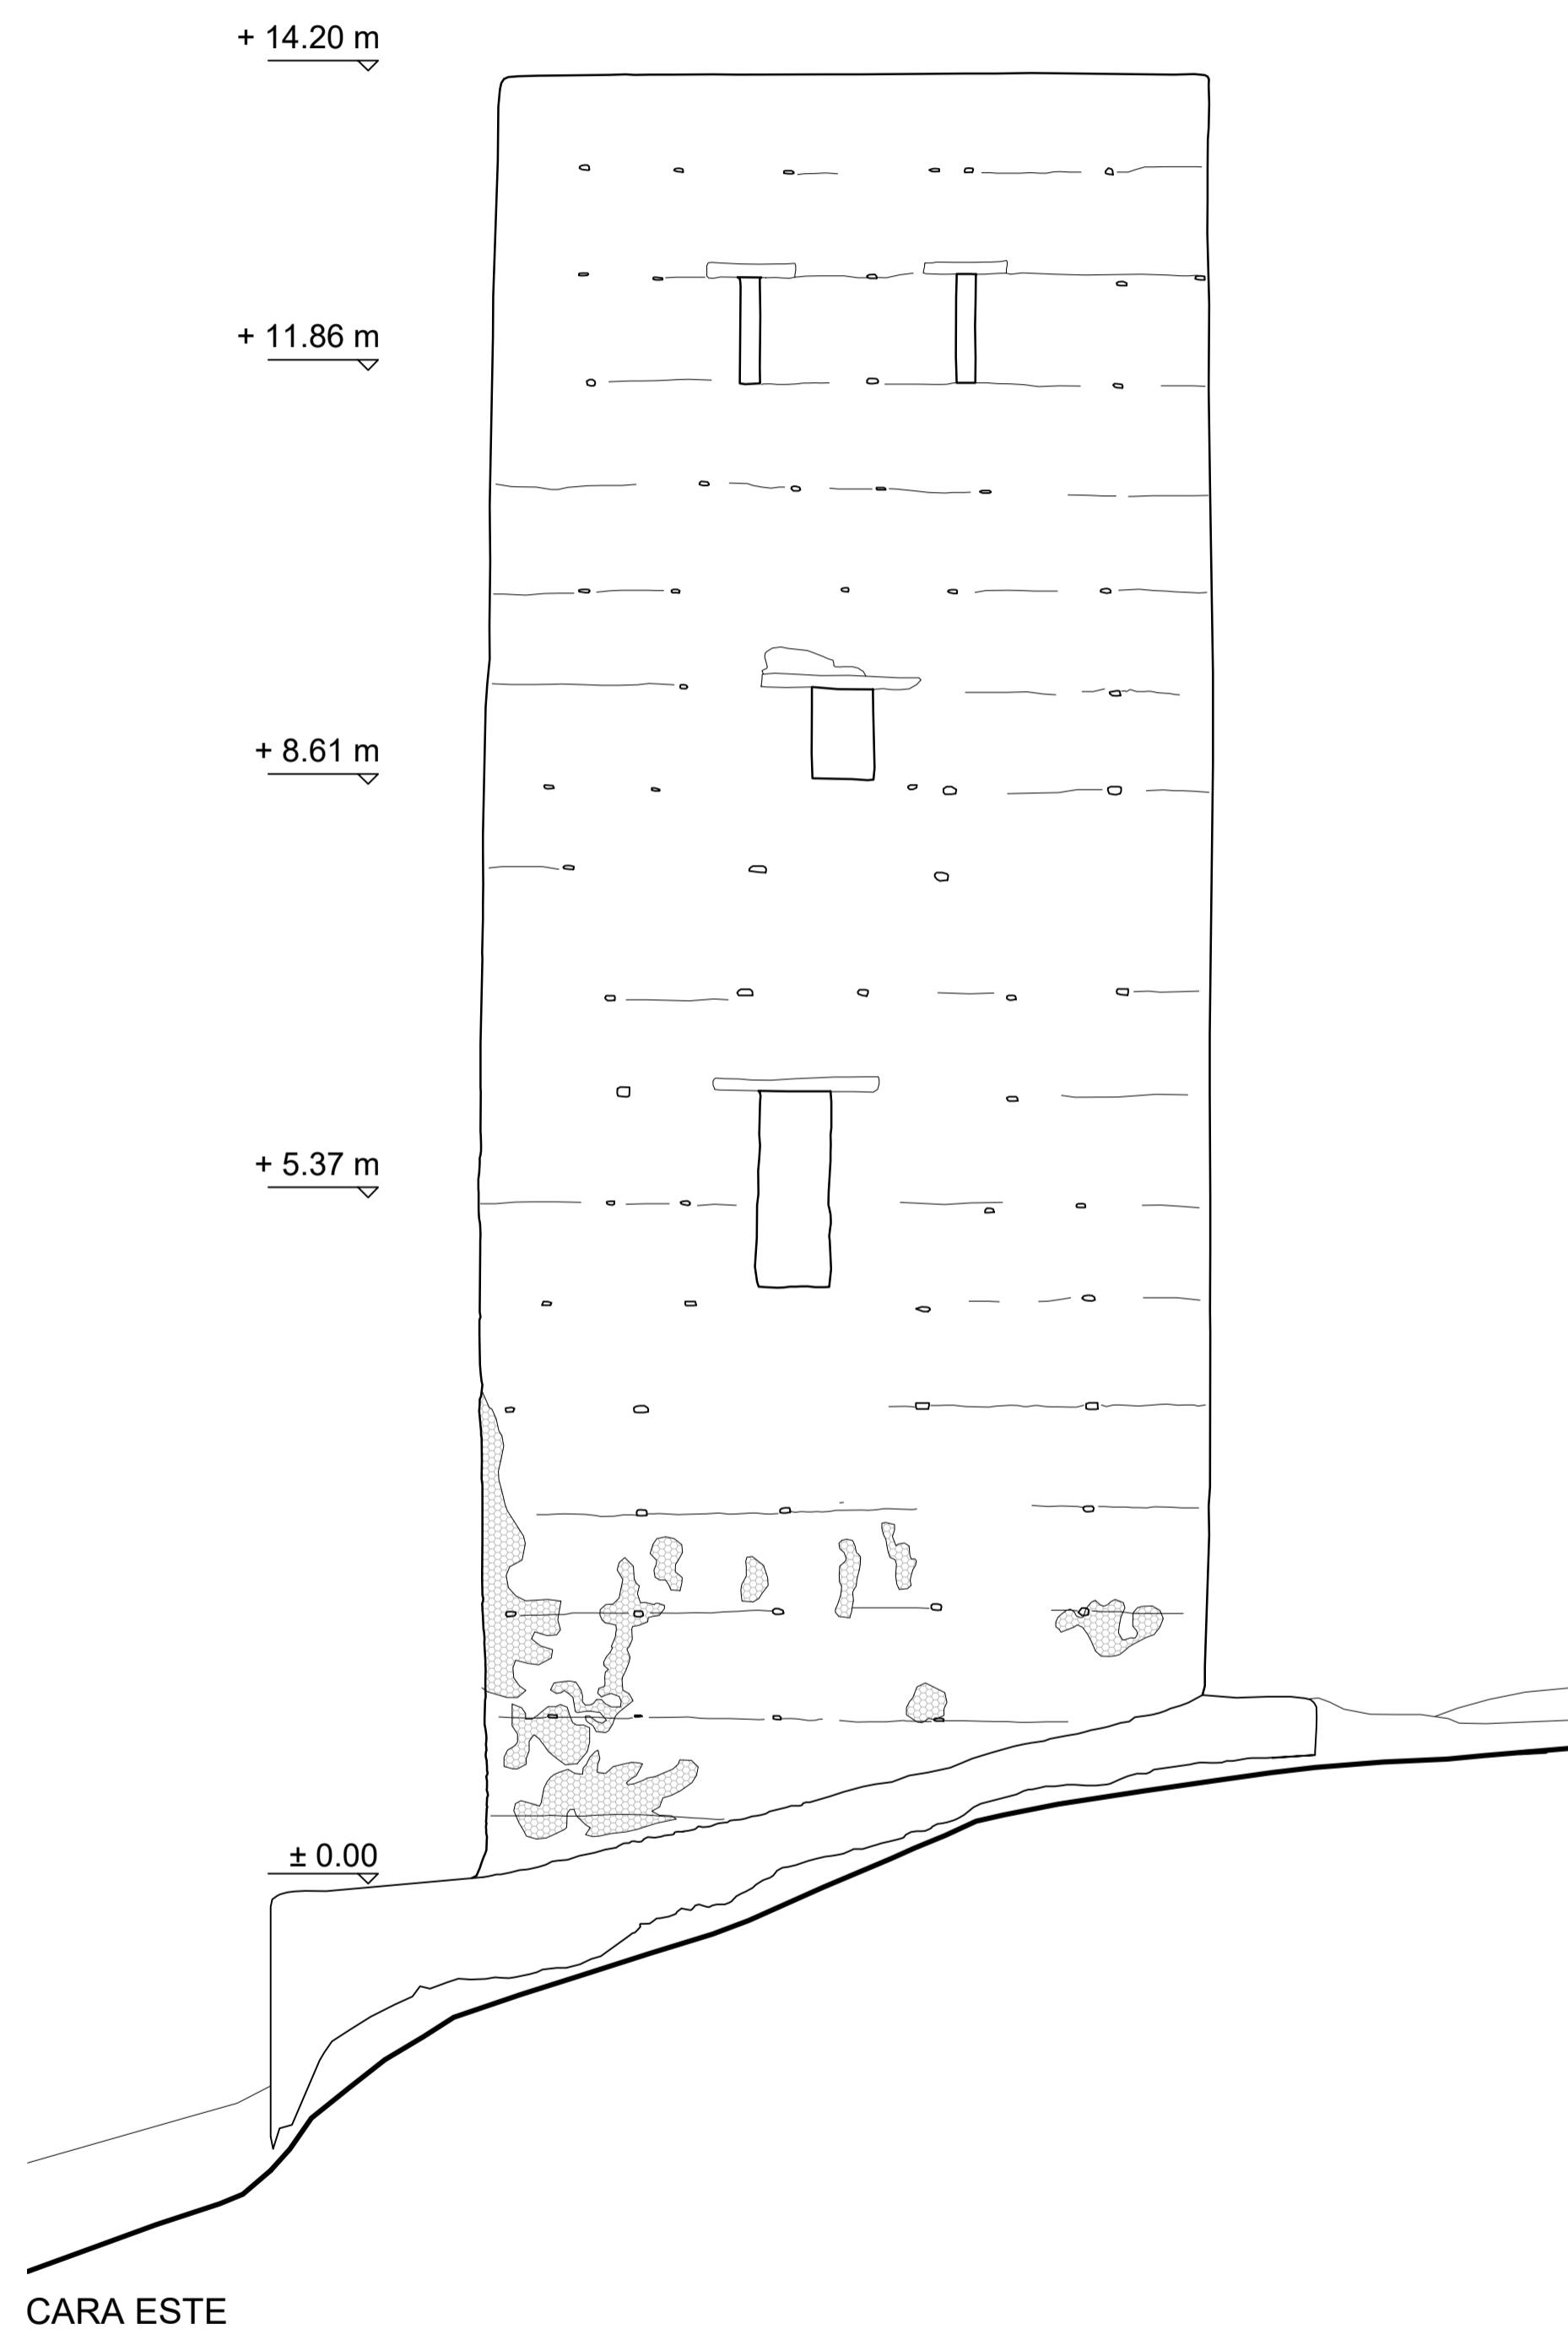 + 14.20 m
+ 11.86 m
+ 8.61 m
+ 5.37 m
± 0.00
CARA ESTE